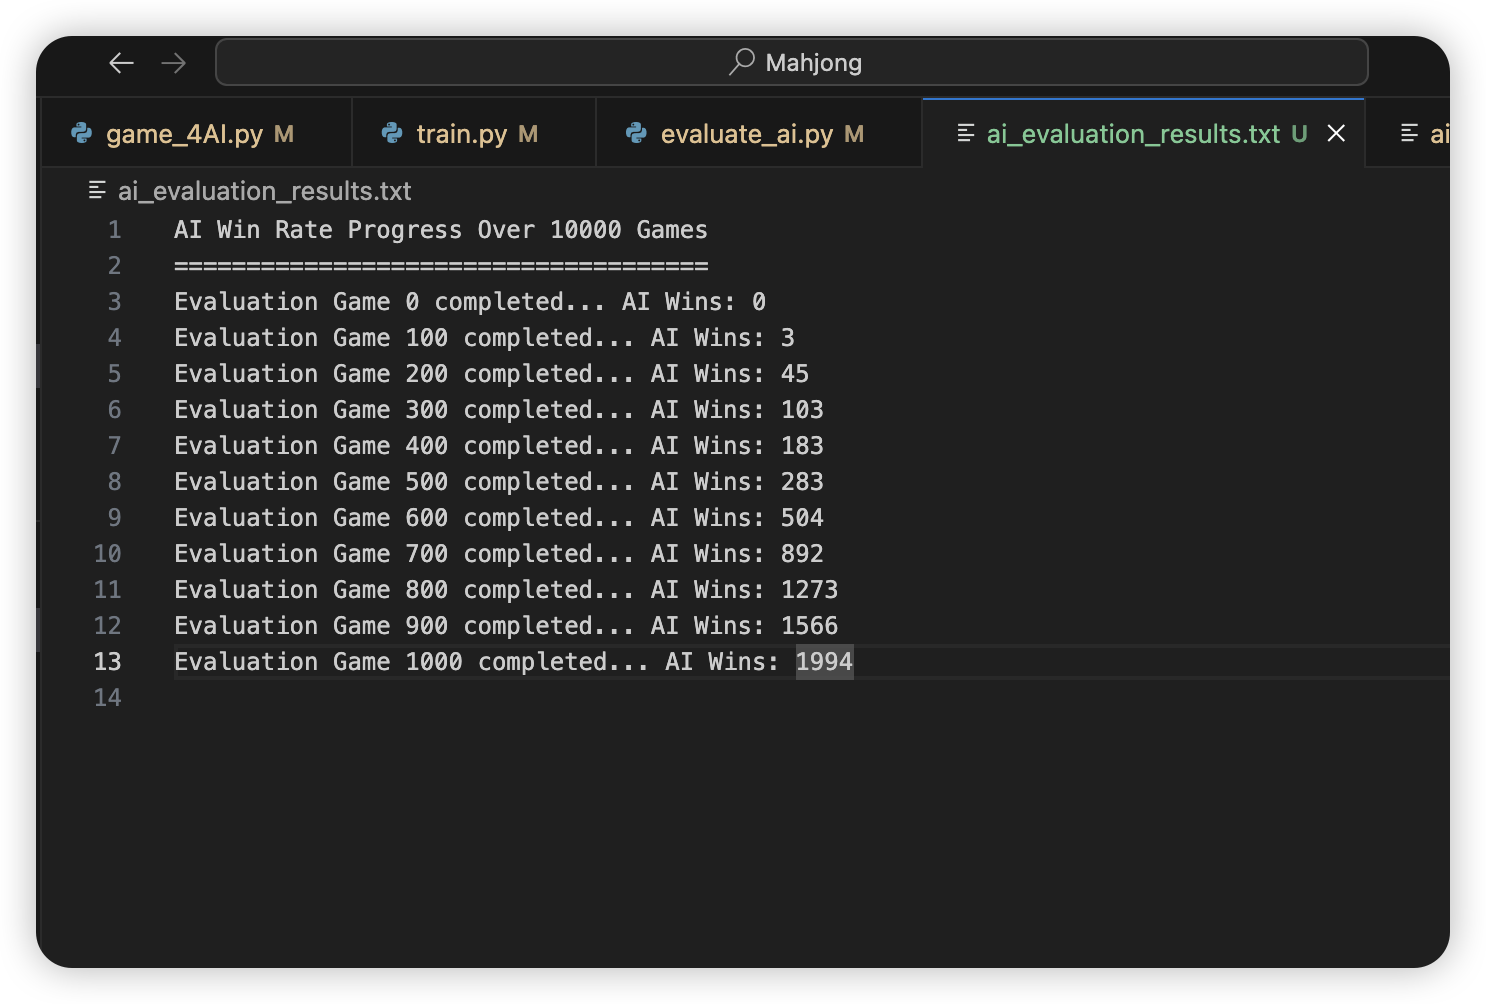 Mahjong
game_4AI.py M
train.py M
evaluate_ai.py M
ai_evaluation_results.txt U
ai
ai_evaluation_results.txt
1 AI Win Rate Progress Over 10000 Games
2 =====================================
3 Evaluation Game 0 completed... AI Wins: 0
4 Evaluation Game 100 completed... AI Wins: 3
5 Evaluation Game 200 completed... AI Wins: 45
6 Evaluation Game 300 completed... AI Wins: 103
7 Evaluation Game 400 completed... AI Wins: 183
8 Evaluation Game 500 completed... AI Wins: 283
9 Evaluation Game 600 completed... AI Wins: 504
10 Evaluation Game 700 completed... AI Wins: 892
11 Evaluation Game 800 completed... AI Wins: 1273
12 Evaluation Game 900 completed... AI Wins: 1566
13 Evaluation Game 1000 completed... AI Wins: 1994
14